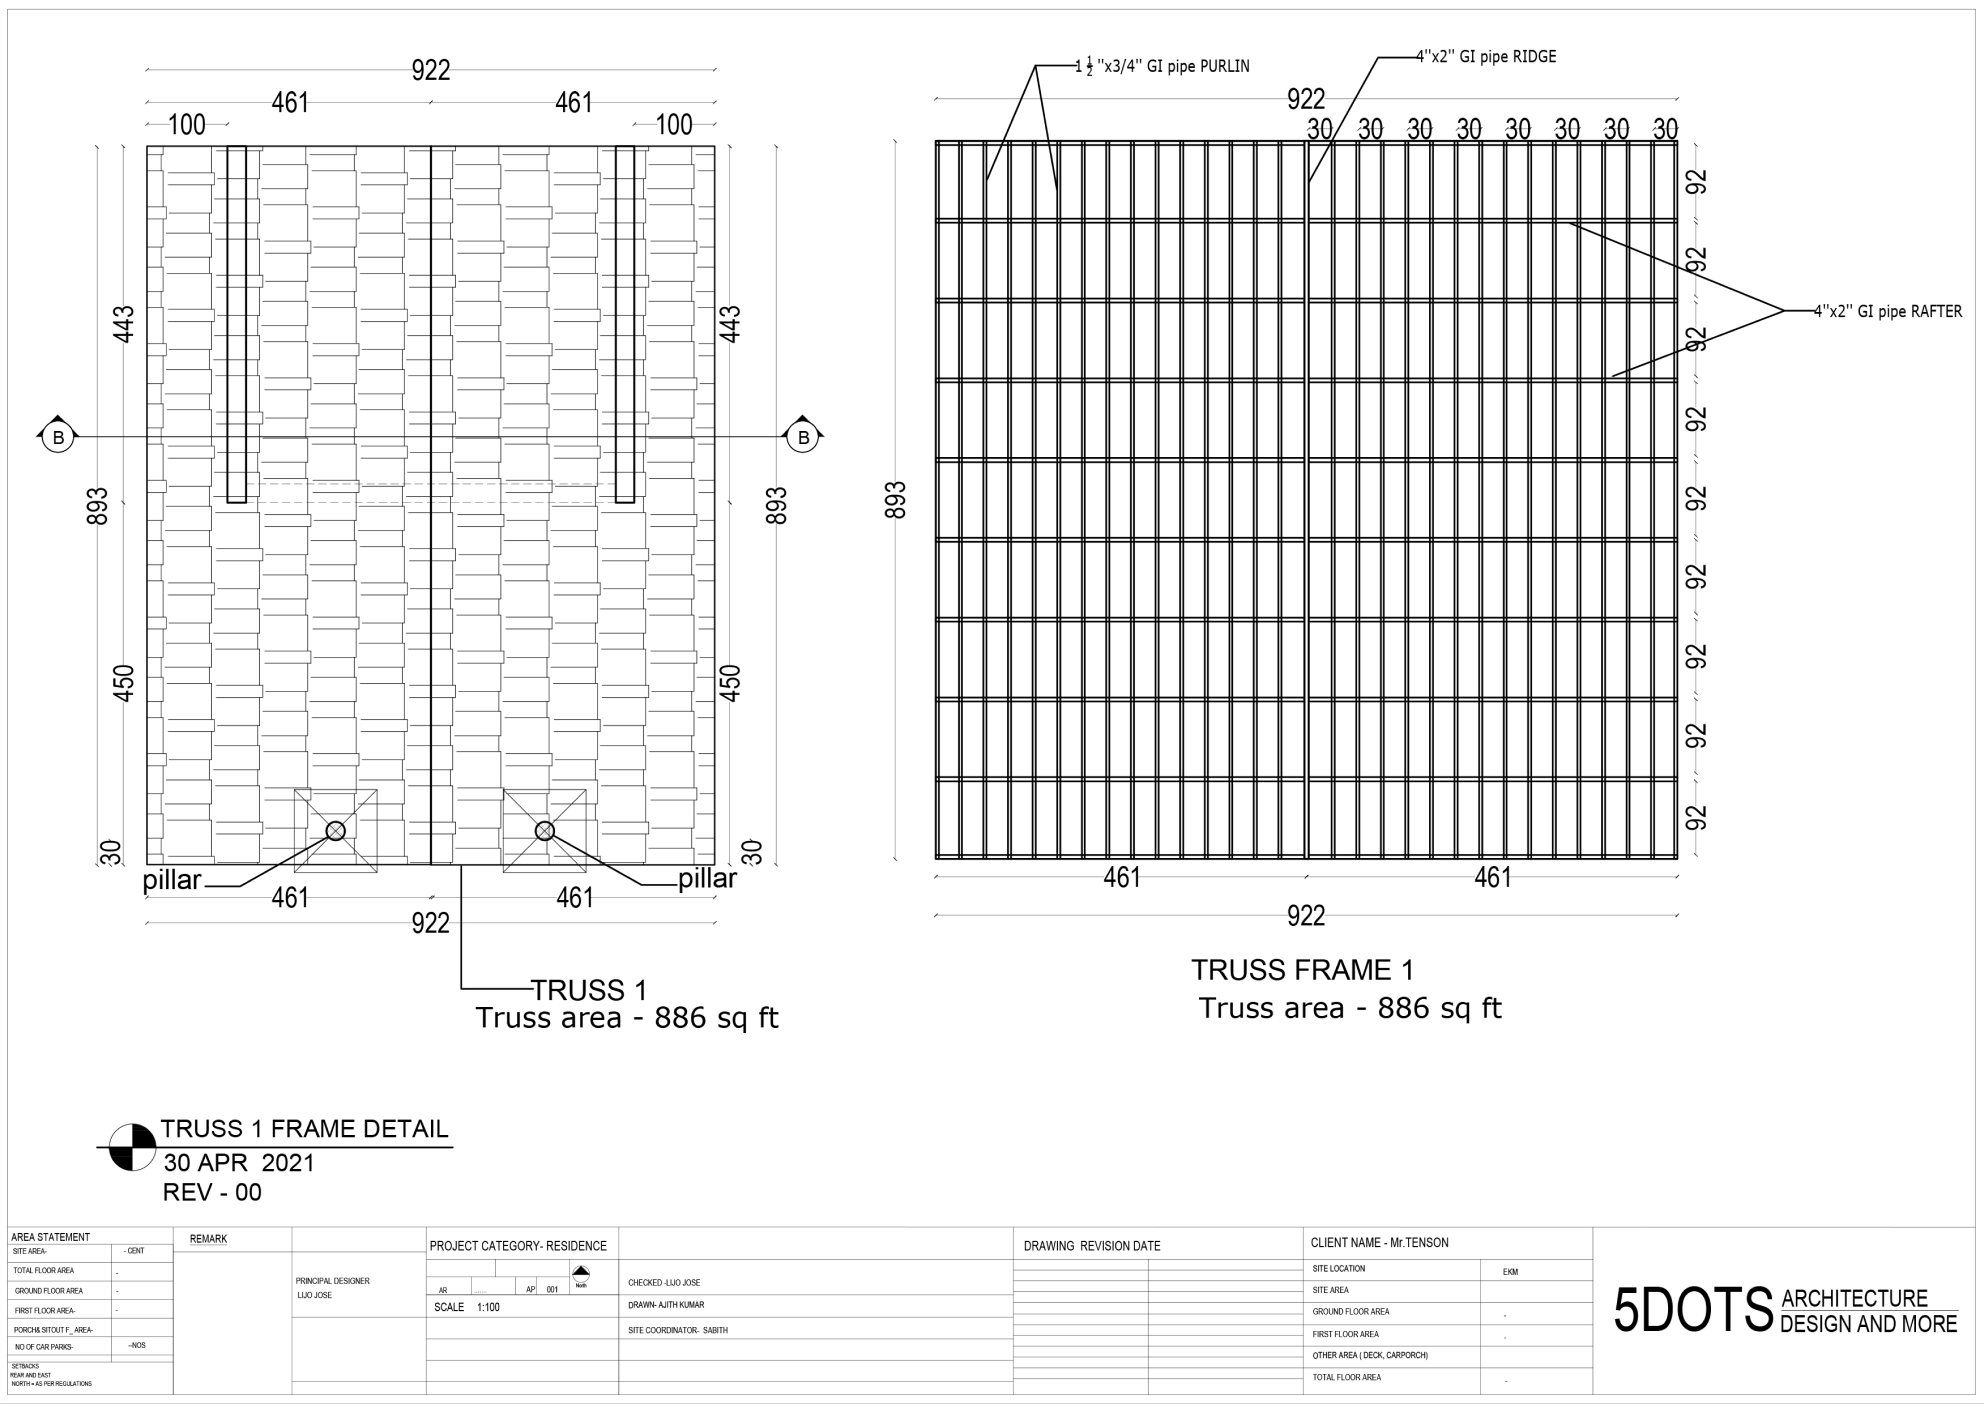 922
461
461
100
100
443
443
B
B
893
893
450
450
30
30
pillar
pillar
461
461
922
TRUSS 1
Truss area - 886 sq ft
1 1/2 "x3/4" GI pipe PURLIN
4"x2" GI pipe RIDGE
922
30 30 30 30 30 30 30 30
92
92
92
92
92
92
92
92
92
4"x2" GI pipe RAFTER
893
461
461
922
TRUSS FRAME 1
Truss area - 886 sq ft
TRUSS 1 FRAME DETAIL
30 APR 2021
REV - 00
AREA STATEMENT
SITE AREA- - CENT
TOTAL FLOOR AREA -
GROUND FLOOR AREA -
FIRST FLOOR AREA- -
PORCH& SITOUT F_ AREA-
NO OF CAR PARKS- --NOS
SETBACKS
REAR AND EAST
NORTH = AS PER REGULATIONS
REMARK
PRINCIPAL DESIGNER
LIJO JOSE
PROJECT CATEGORY- RESIDENCE
AR ....... AP 001
North
SCALE 1:100
CHECKED -LIJO JOSE
DRAWN- AJITH KUMAR
SITE COORDINATOR- SABITH
DRAWING REVISION DATE
CLIENT NAME - Mr.TENSON
SITE LOCATION EKM
SITE AREA
GROUND FLOOR AREA -
FIRST FLOOR AREA -
OTHER AREA ( DECK, CARPORCH)
TOTAL FLOOR AREA -
5DOTS ARCHITECTURE
DESIGN AND MORE